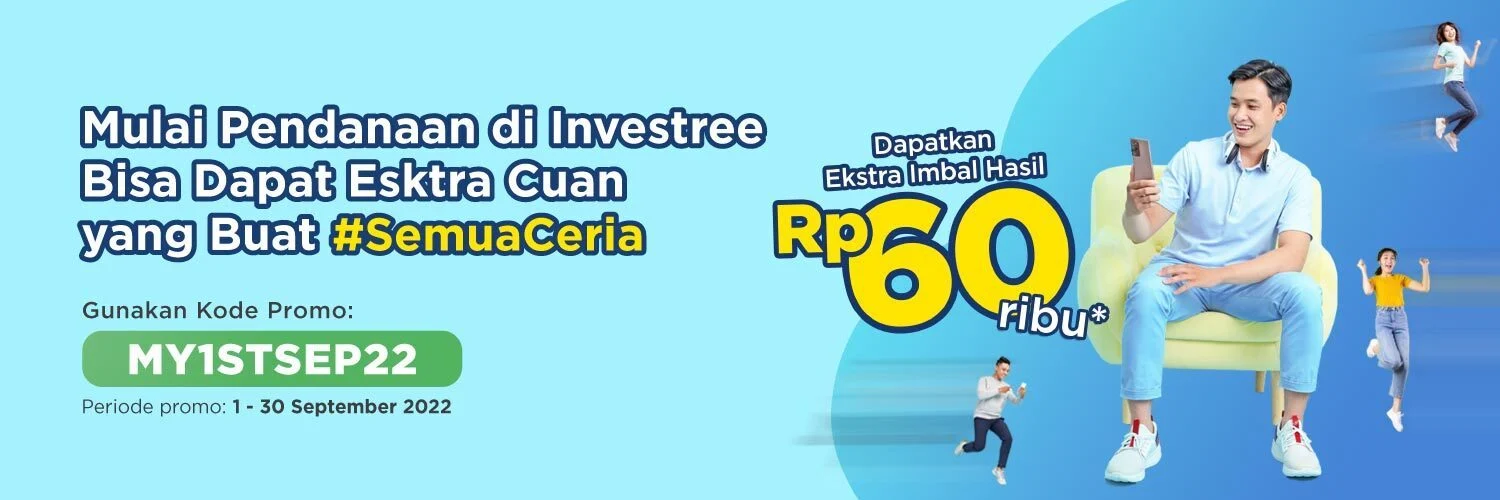 Mulai Pendanaan di Investree
Bisa Dapat Esktra Cuan
yang Buat #SemuaCeria
Gunakan Kode Promo:
MY1STSEP22
Periode promo: 1 - 30 September 2022
Dapatkan
Ekstra Imbal Hasil
Rp60
ribu*